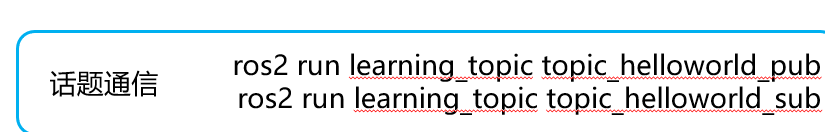 话题通信
ros2 run learning_topic topic_helloworld_pub
ros2 run learning_topic topic_helloworld_sub